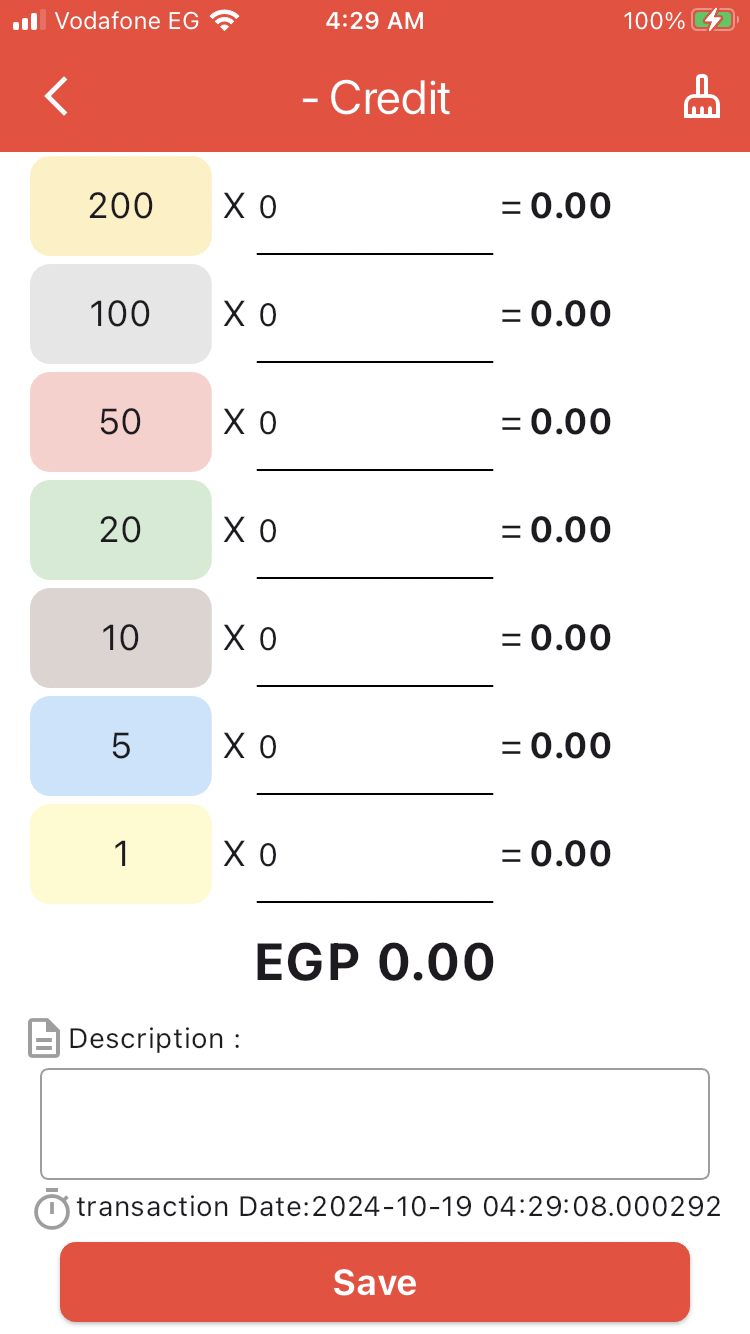 Vodafone EG 4:29 AM 100%
- Credit
200 X 0 = 0.00
100 X 0 = 0.00
50 X 0 = 0.00
20 X 0 = 0.00
10 X 0 = 0.00
5 X 0 = 0.00
1 X 0 = 0.00
EGP 0.00
Description :
transaction Date:2024-10-19 04:29:08.000292
Save